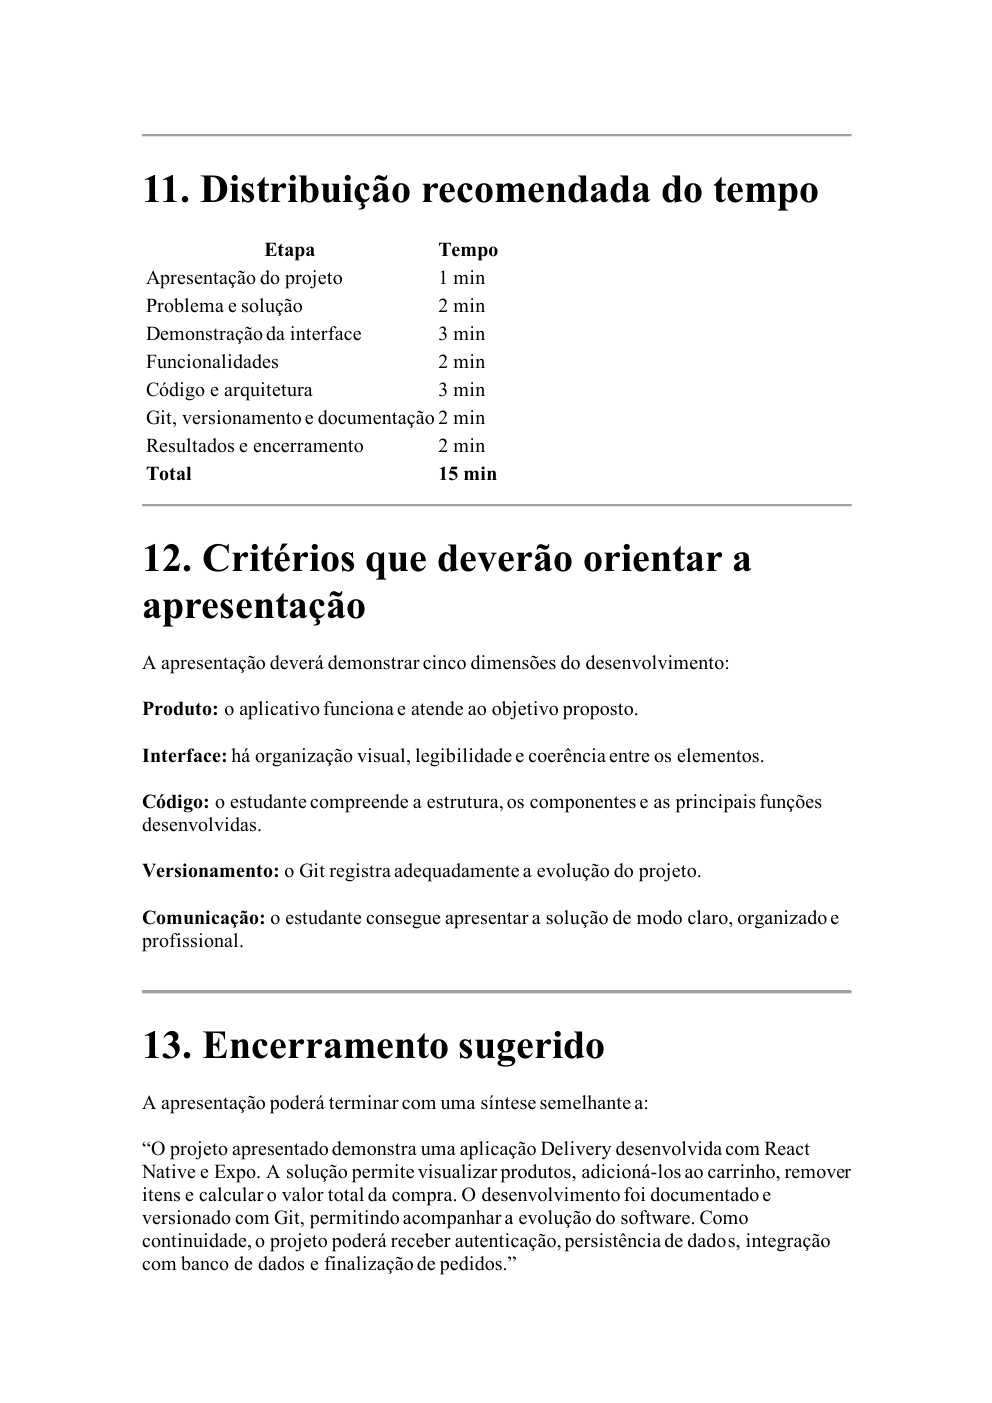 11. Distribuição recomendada do tempo
Etapa Tempo
Apresentação do projeto 1 min
Problema e solução 2 min
Demonstração da interface 3 min
Funcionalidades 2 min
Código e arquitetura 3 min
Git, versionamento e documentação 2 min
Resultados e encerramento 2 min
Total 15 min
12. Critérios que deverão orientar a
apresentação
A apresentação deverá demonstrar cinco dimensões do desenvolvimento:
Produto: o aplicativo funciona e atende ao objetivo proposto.
Interface: há organização visual, legibilidade e coerência entre os elementos.
Código: o estudante compreende a estrutura, os componentes e as principais funções
desenvolvidas.
Versionamento: o Git registra adequadamente a evolução do projeto.
Comunicação: o estudante consegue apresentar a solução de modo claro, organizado e
profissional.
13. Encerramento sugerido
A apresentação poderá terminar com uma síntese semelhante a:
“O projeto apresentado demonstra uma aplicação Delivery desenvolvida com React
Native e Expo. A solução permite visualizar produtos, adicioná-los ao carrinho, remover
itens e calcular o valor total da compra. O desenvolvimento foi documentado e
versionado com Git, permitindo acompanhar a evolução do software. Como
continuidade, o projeto poderá receber autenticação, persistência de dados, integração
com banco de dados e finalização de pedidos.”